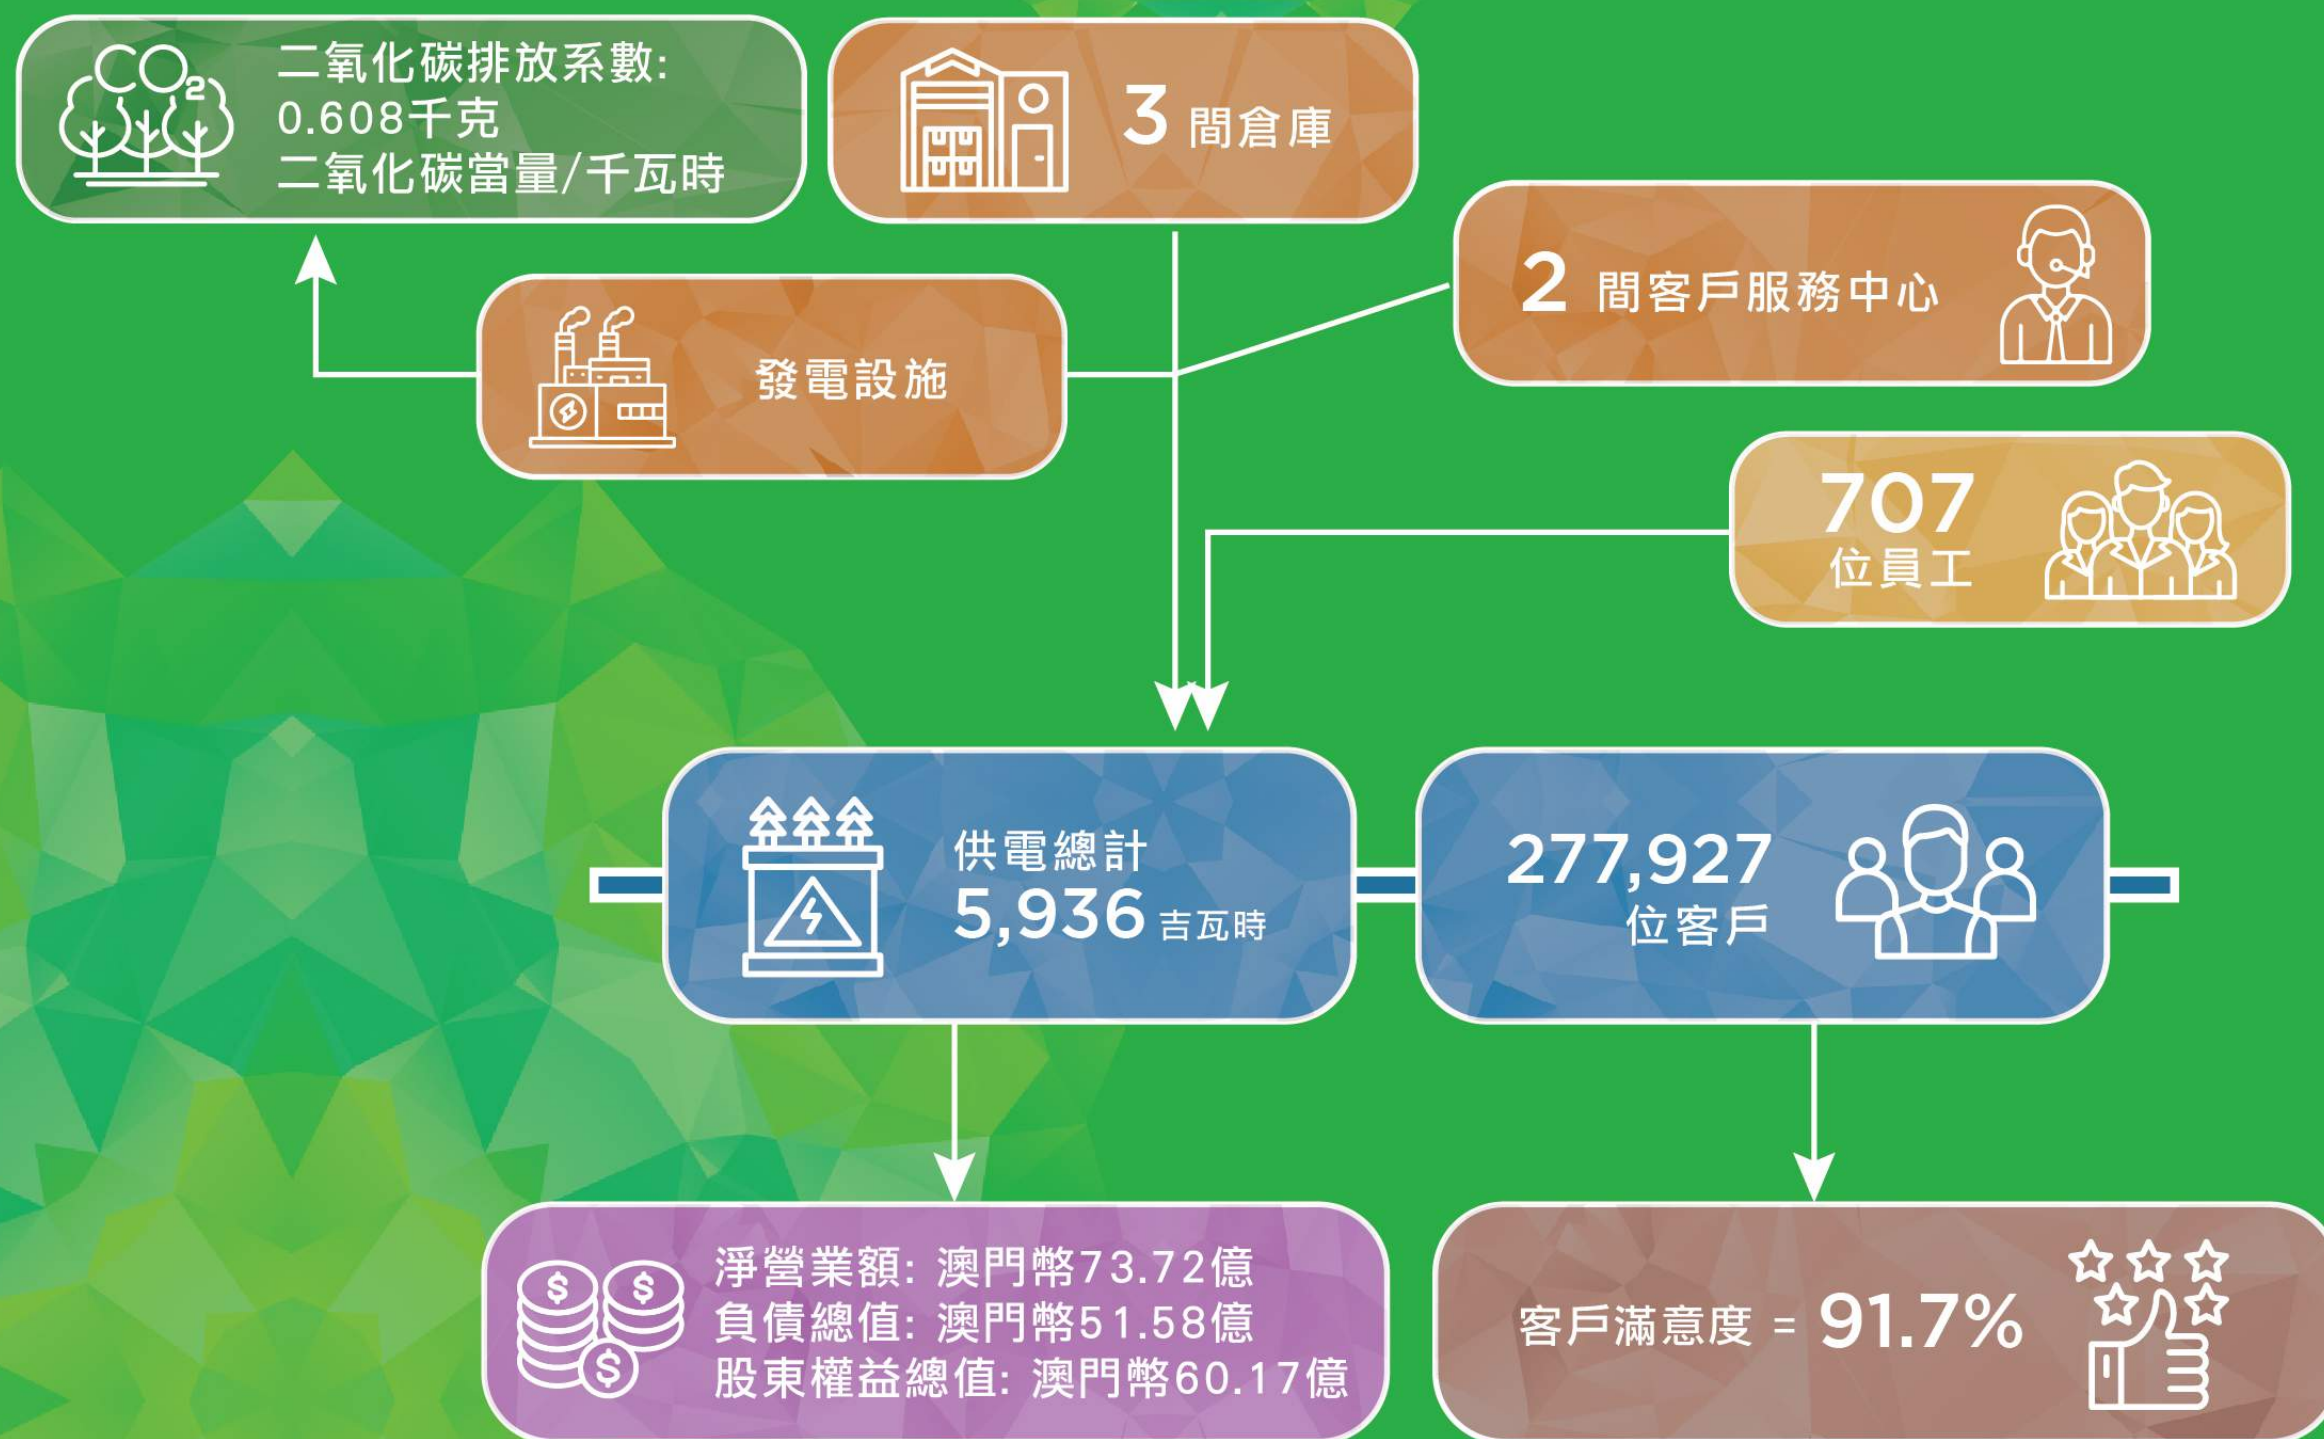 CO2
二氧化碳排放系數:
0.608千克
二氧化碳當量/千瓦時
3 間倉庫
2 間客戶服務中心
發電設施
707
位員工
供電總計
5,936 吉瓦時
277,927
位客戶
淨營業額: 澳門幣73.72億
負債總值: 澳門幣51.58億
股東權益總值: 澳門幣60.17億
客戶滿意度 = 91.7%